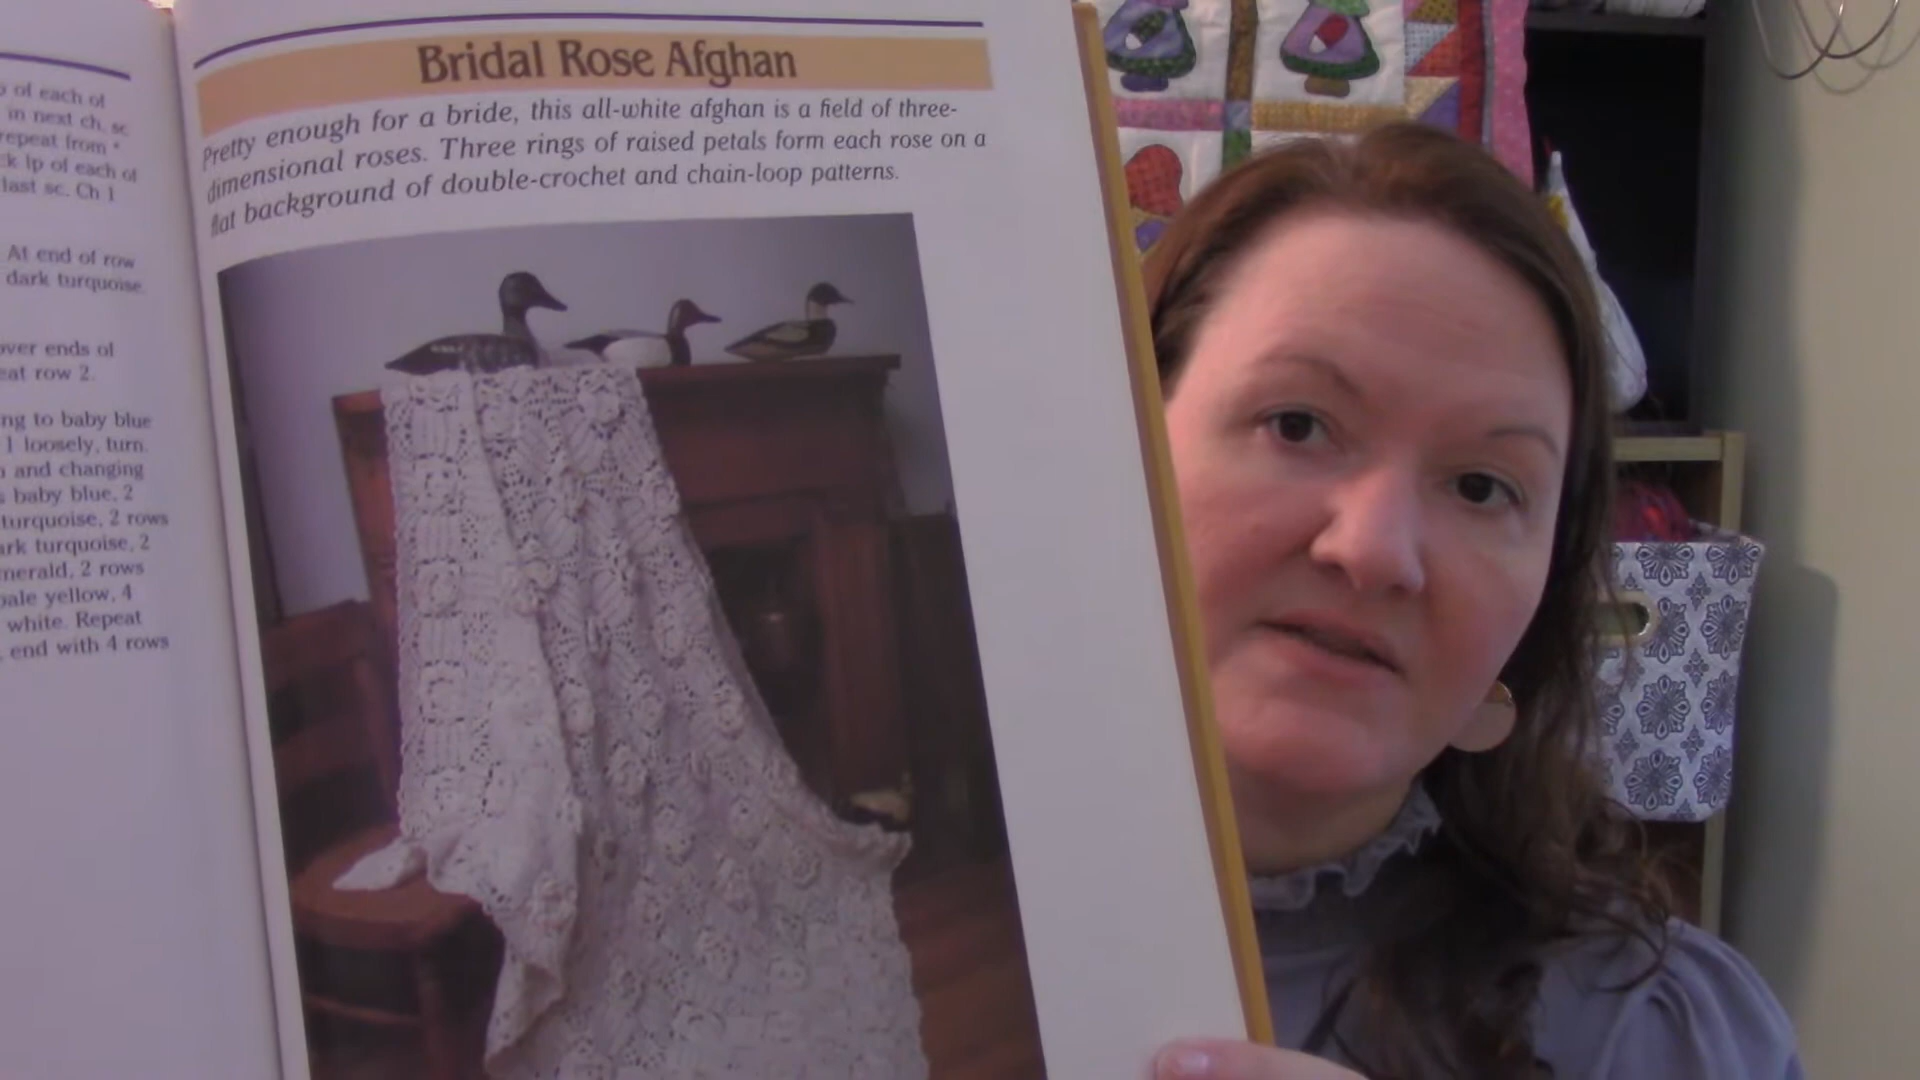 of each of
in next ch, sc
repeat from *
lp of each of
last sc. Ch 1
At end of row
dark turquoise.
over ends of
row 2.
to baby blue
1 loosely, turn.
and changing
baby blue, 2
turquoise, 2 rows
turquoise, 2
2 rows
yellow, 4
white. Repeat
end with 4 rows
Bridal Rose Afghan
Pretty enough for a bride, this all-white afghan is a field of three-
dimensional roses. Three rings of raised petals form each rose on a
flat background of double-crochet and chain-loop patterns.